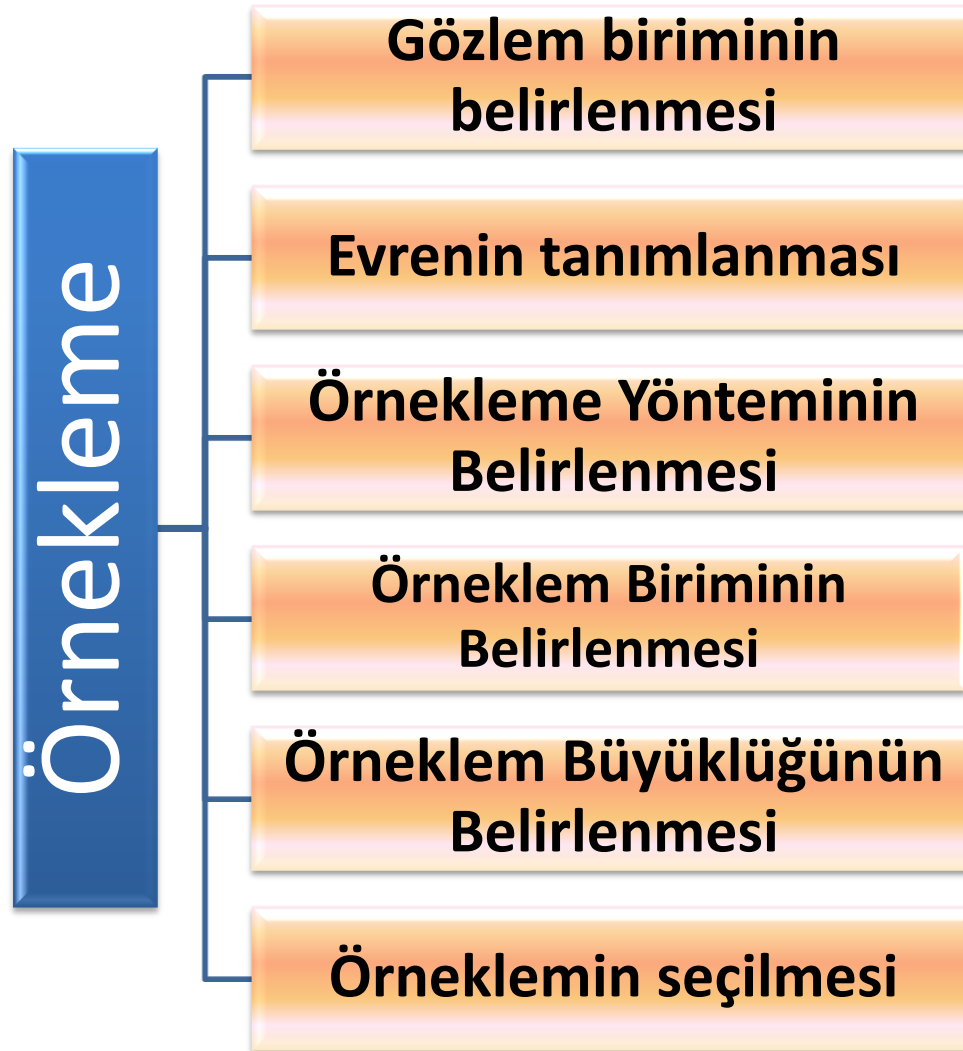 Örnekleme
Gözlem biriminin
belirlenmesi
Evrenin tanımlanması
Örnekleme Yönteminin
Belirlenmesi
Örneklem Biriminin
Belirlenmesi
Örneklem Büyüklüğünün
Belirlenmesi
Örneklemin seçilmesi